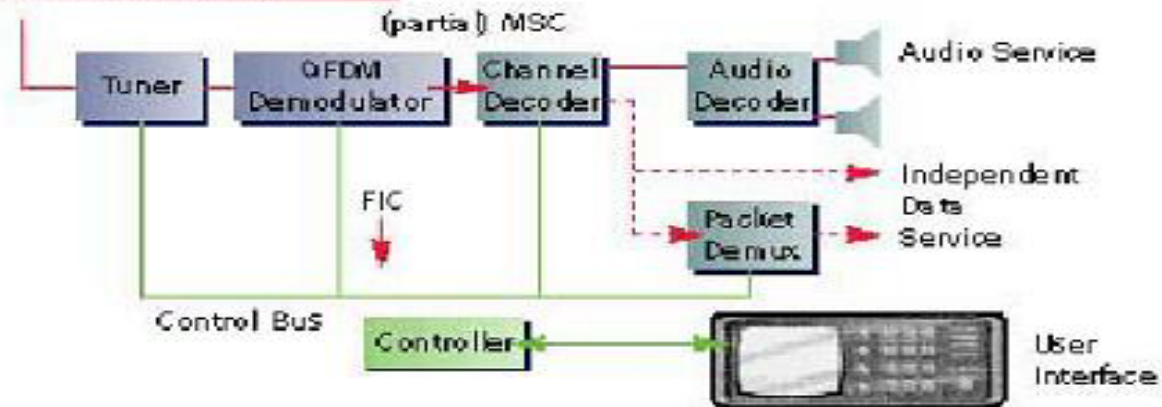 (partial) MSC
Tuner
OFDM
Demodulator
Channel
Decoder
Audio
Decoder
Audio Service
Independent
Data
Service
FIC
Packet
Demux
Control Bus
Controller
User
Interface